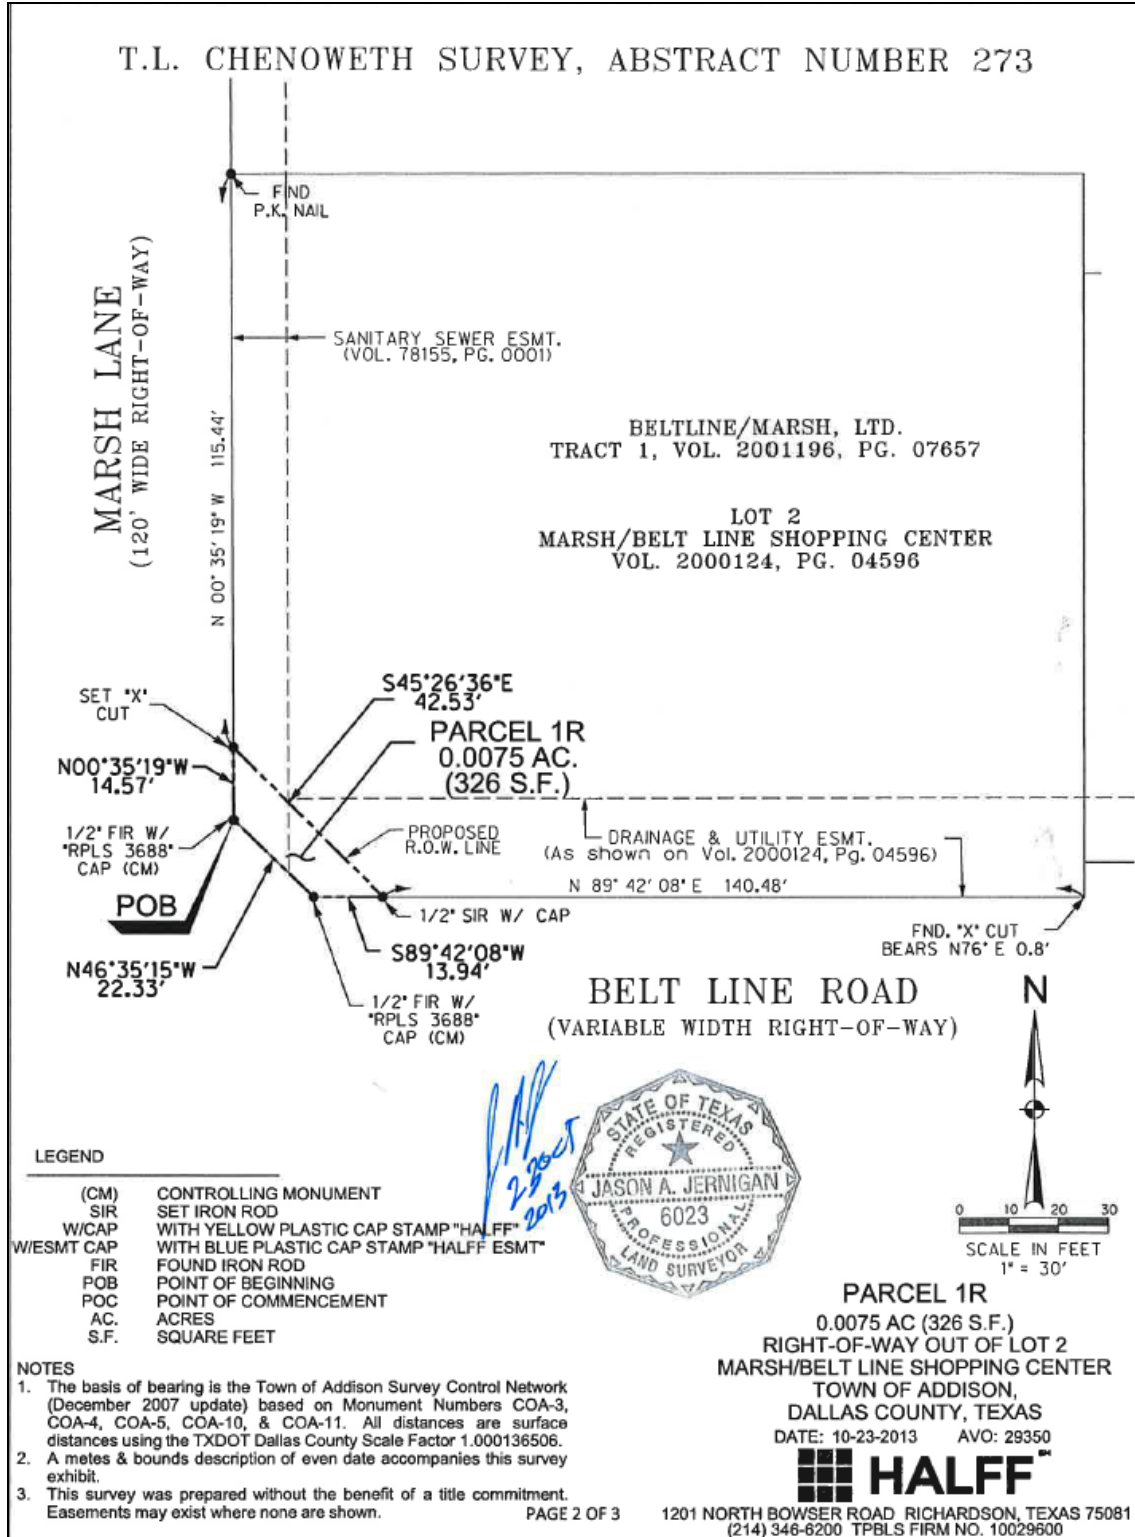 T.L. CHENOWETH SURVEY, ABSTRACT NUMBER 273
FND
P.K. NAIL
MARSH LANE
(120' WIDE RIGHT-OF-WAY)
SANITARY SEWER ESMT.
(VOL. 78155, PG. 0001)
N 00° 35' 19" W 115.44'
BELTLINE/MARSH, LTD.
TRACT 1, VOL. 2001196, PG. 07657
LOT 2
MARSH/BELT LINE SHOPPING CENTER
VOL. 2000124, PG. 04596
SET "X"
CUT
S45°26'36"E
42.53'
PARCEL 1R
0.0075 AC.
(326 S.F.)
N00°35'19"W
14.57'
1/2" FIR W/
"RPLS 3688"
CAP (CM)
PROPOSED
R.O.W. LINE
DRAINAGE & UTILITY ESMT.
(As shown on Vol. 2000124, Pg. 04596)
N 89° 42' 08" E 140.48'
POB
1/2" SIR W/ CAP
FND. "X" CUT
BEARS N76° E 0.8'
S89°42'08"W
13.94'
N46°35'15"W
22.33'
1/2" FIR W/
"RPLS 3688"
CAP (CM)
BELT LINE ROAD
(VARIABLE WIDTH RIGHT-OF-WAY)
N
2013
STATE OF TEXAS
REGISTERED
JASON A. JERNIGAN
6023
PROFESSIONAL
LAND SURVEYOR
0 10 20 30
SCALE IN FEET
1" = 30'
LEGEND
(CM) CONTROLLING MONUMENT
SIR SET IRON ROD
W/CAP WITH YELLOW PLASTIC CAP STAMP "HALFF"
W/ESMT CAP WITH BLUE PLASTIC CAP STAMP "HALFF ESMT"
FIR FOUND IRON ROD
POB POINT OF BEGINNING
POC POINT OF COMMENCEMENT
AC. ACRES
S.F. SQUARE FEET
NOTES
1. The basis of bearing is the Town of Addison Survey Control Network
(December 2007 update) based on Monument Numbers COA-3,
COA-4, COA-5, COA-10, & COA-11. All distances are surface
distances using the TXDOT Dallas County Scale Factor 1.000136506.
2. A metes & bounds description of even date accompanies this survey
exhibit.
3. This survey was prepared without the benefit of a title commitment.
Easements may exist where none are shown.
PAGE 2 OF 3
PARCEL 1R
0.0075 AC (326 S.F.)
RIGHT-OF-WAY OUT OF LOT 2
MARSH/BELT LINE SHOPPING CENTER
TOWN OF ADDISON,
DALLAS COUNTY, TEXAS
DATE: 10-23-2013 AVO: 29350
HALFF
1201 NORTH BOWSER ROAD RICHARDSON, TEXAS 75081
(214) 346-6200 TPBLS FIRM NO. 10029600